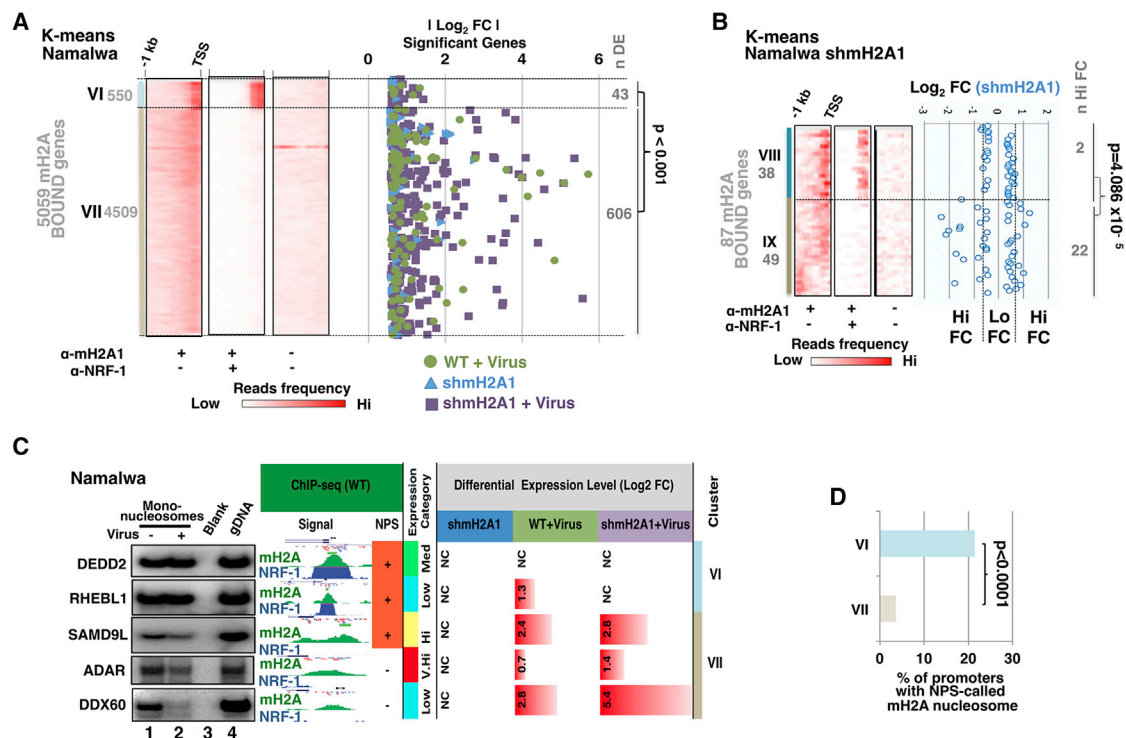 A
K-means
Namalwa
-1 kb
TSS
I Log2 FC I
Significant Genes
0 2 4 6
n DE
VI 550
43
5059 mH2A
BOUND genes
VII 4509
606
p < 0.001
α-mH2A1 + + -
α-NRF-1 - + -
Reads frequency
Low Hi
WT + Virus
shmH2A1
shmH2A1 + Virus
B
K-means
Namalwa shmH2A1
Log2 FC (shmH2A1)
-1 kb
TSS
-3 -2 -1 0 1 2
n Hi FC
VIII
38
2
87 mH2A
BOUND genes
IX
49
22
p=4.086 x10-5
α-mH2A1 + + -
α-NRF-1 - + -
Hi Lo Hi
FC FC FC
Reads frequency
Low Hi
C
Namalwa
Mono-
nucleosomes
Virus - +
Blank
gDNA
ChIP-seq (WT)
Signal NPS
Expression
Category
Differential Expression Level (Log2 FC)
shmH2A1 WT+Virus shmH2A1+Virus
Cluster
DEDD2 mH2A NRF-1 + Med NC NC NC
RHEBL1 mH2A NRF-1 + Low NC 1.3 NC
VI
SAMD9L mH2A NRF-1 + Hi NC 2.4 2.8
ADAR mH2A NRF-1 - V.Hi NC 0.7 1.4
VII
DDX60 mH2A NRF-1 - Low NC 2.8 5.4
1 2 3 4
D
VI
VII
p<0.0001
0 10 20 30
% of promoters
with NPS-called
mH2A nucleosome